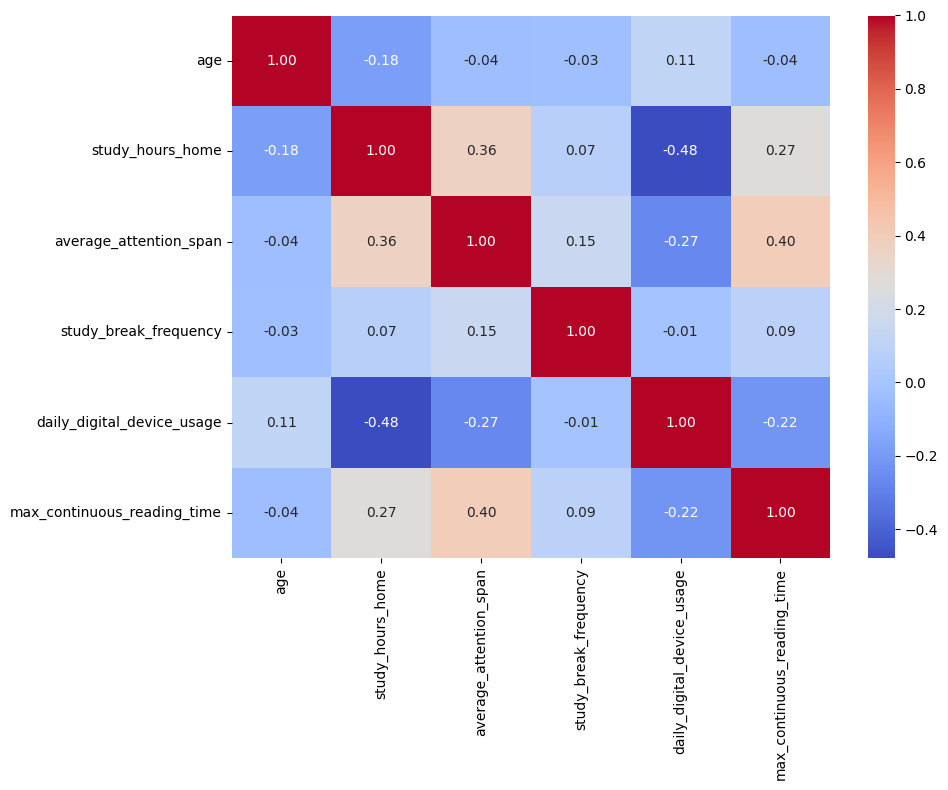 age
1.00 -0.18 -0.04 -0.03 0.11 -0.04
study_hours_home
-0.18 1.00 0.36 0.07 -0.48 0.27
average_attention_span
-0.04 0.36 1.00 0.15 -0.27 0.40
study_break_frequency
-0.03 0.07 0.15 1.00 -0.01 0.09
daily_digital_device_usage
0.11 -0.48 -0.27 -0.01 1.00 -0.22
max_continuous_reading_time
-0.04 0.27 0.40 0.09 -0.22 1.00
age
study_hours_home
average_attention_span
study_break_frequency
daily_digital_device_usage
max_continuous_reading_time
1.0
0.8
0.6
0.4
0.2
0.0
−0.2
−0.4